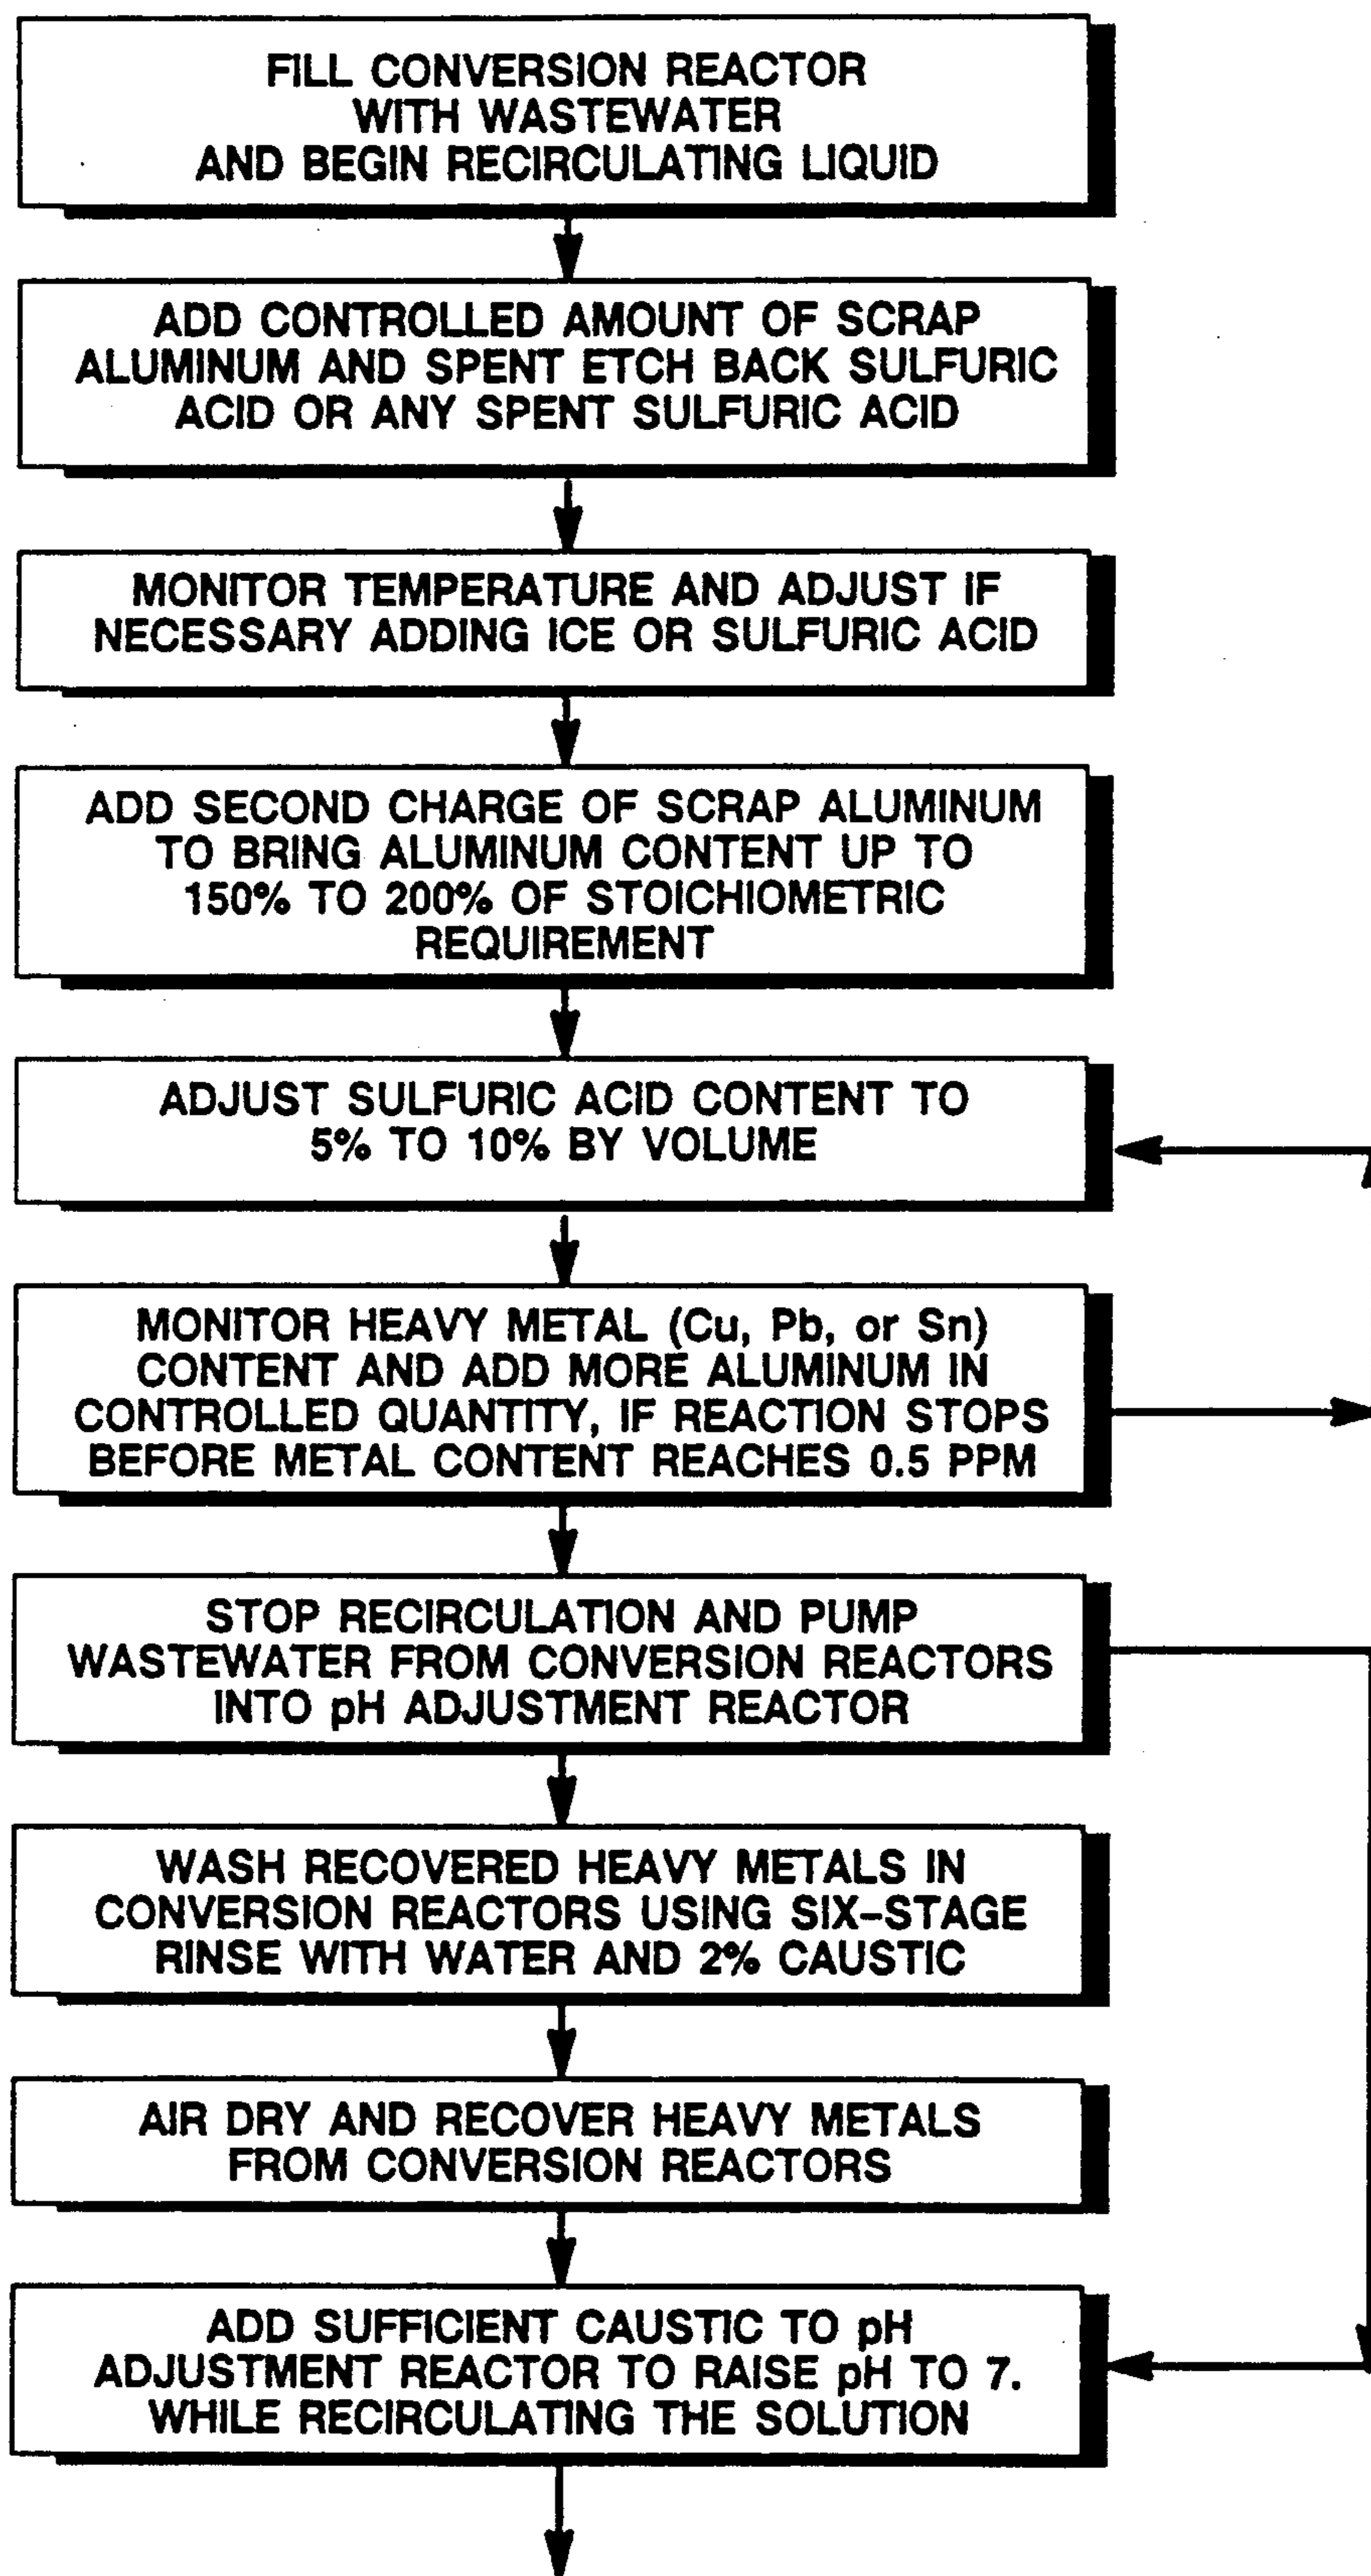 FILL CONVERSION REACTOR
WITH WASTEWATER
AND BEGIN RECIRCULATING LIQUID
ADD CONTROLLED AMOUNT OF SCRAP
ALUMINUM AND SPENT ETCH BACK SULFURIC
ACID OR ANY SPENT SULFURIC ACID
MONITOR TEMPERATURE AND ADJUST IF
NECESSARY ADDING ICE OR SULFURIC ACID
ADD SECOND CHARGE OF SCRAP ALUMINUM
TO BRING ALUMINUM CONTENT UP TO
150% TO 200% OF STOICHIOMETRIC
REQUIREMENT
ADJUST SULFURIC ACID CONTENT TO
5% TO 10% BY VOLUME
MONITOR HEAVY METAL (Cu, Pb, or Sn)
CONTENT AND ADD MORE ALUMINUM IN
CONTROLLED QUANTITY, IF REACTION STOPS
BEFORE METAL CONTENT REACHES 0.5 PPM
STOP RECIRCULATION AND PUMP
WASTEWATER FROM CONVERSION REACTORS
INTO pH ADJUSTMENT REACTOR
WASH RECOVERED HEAVY METALS IN
CONVERSION REACTORS USING SIX-STAGE
RINSE WITH WATER AND 2% CAUSTIC
AIR DRY AND RECOVER HEAVY METALS
FROM CONVERSION REACTORS
ADD SUFFICIENT CAUSTIC TO pH
ADJUSTMENT REACTOR TO RAISE pH TO 7.
WHILE RECIRCULATING THE SOLUTION